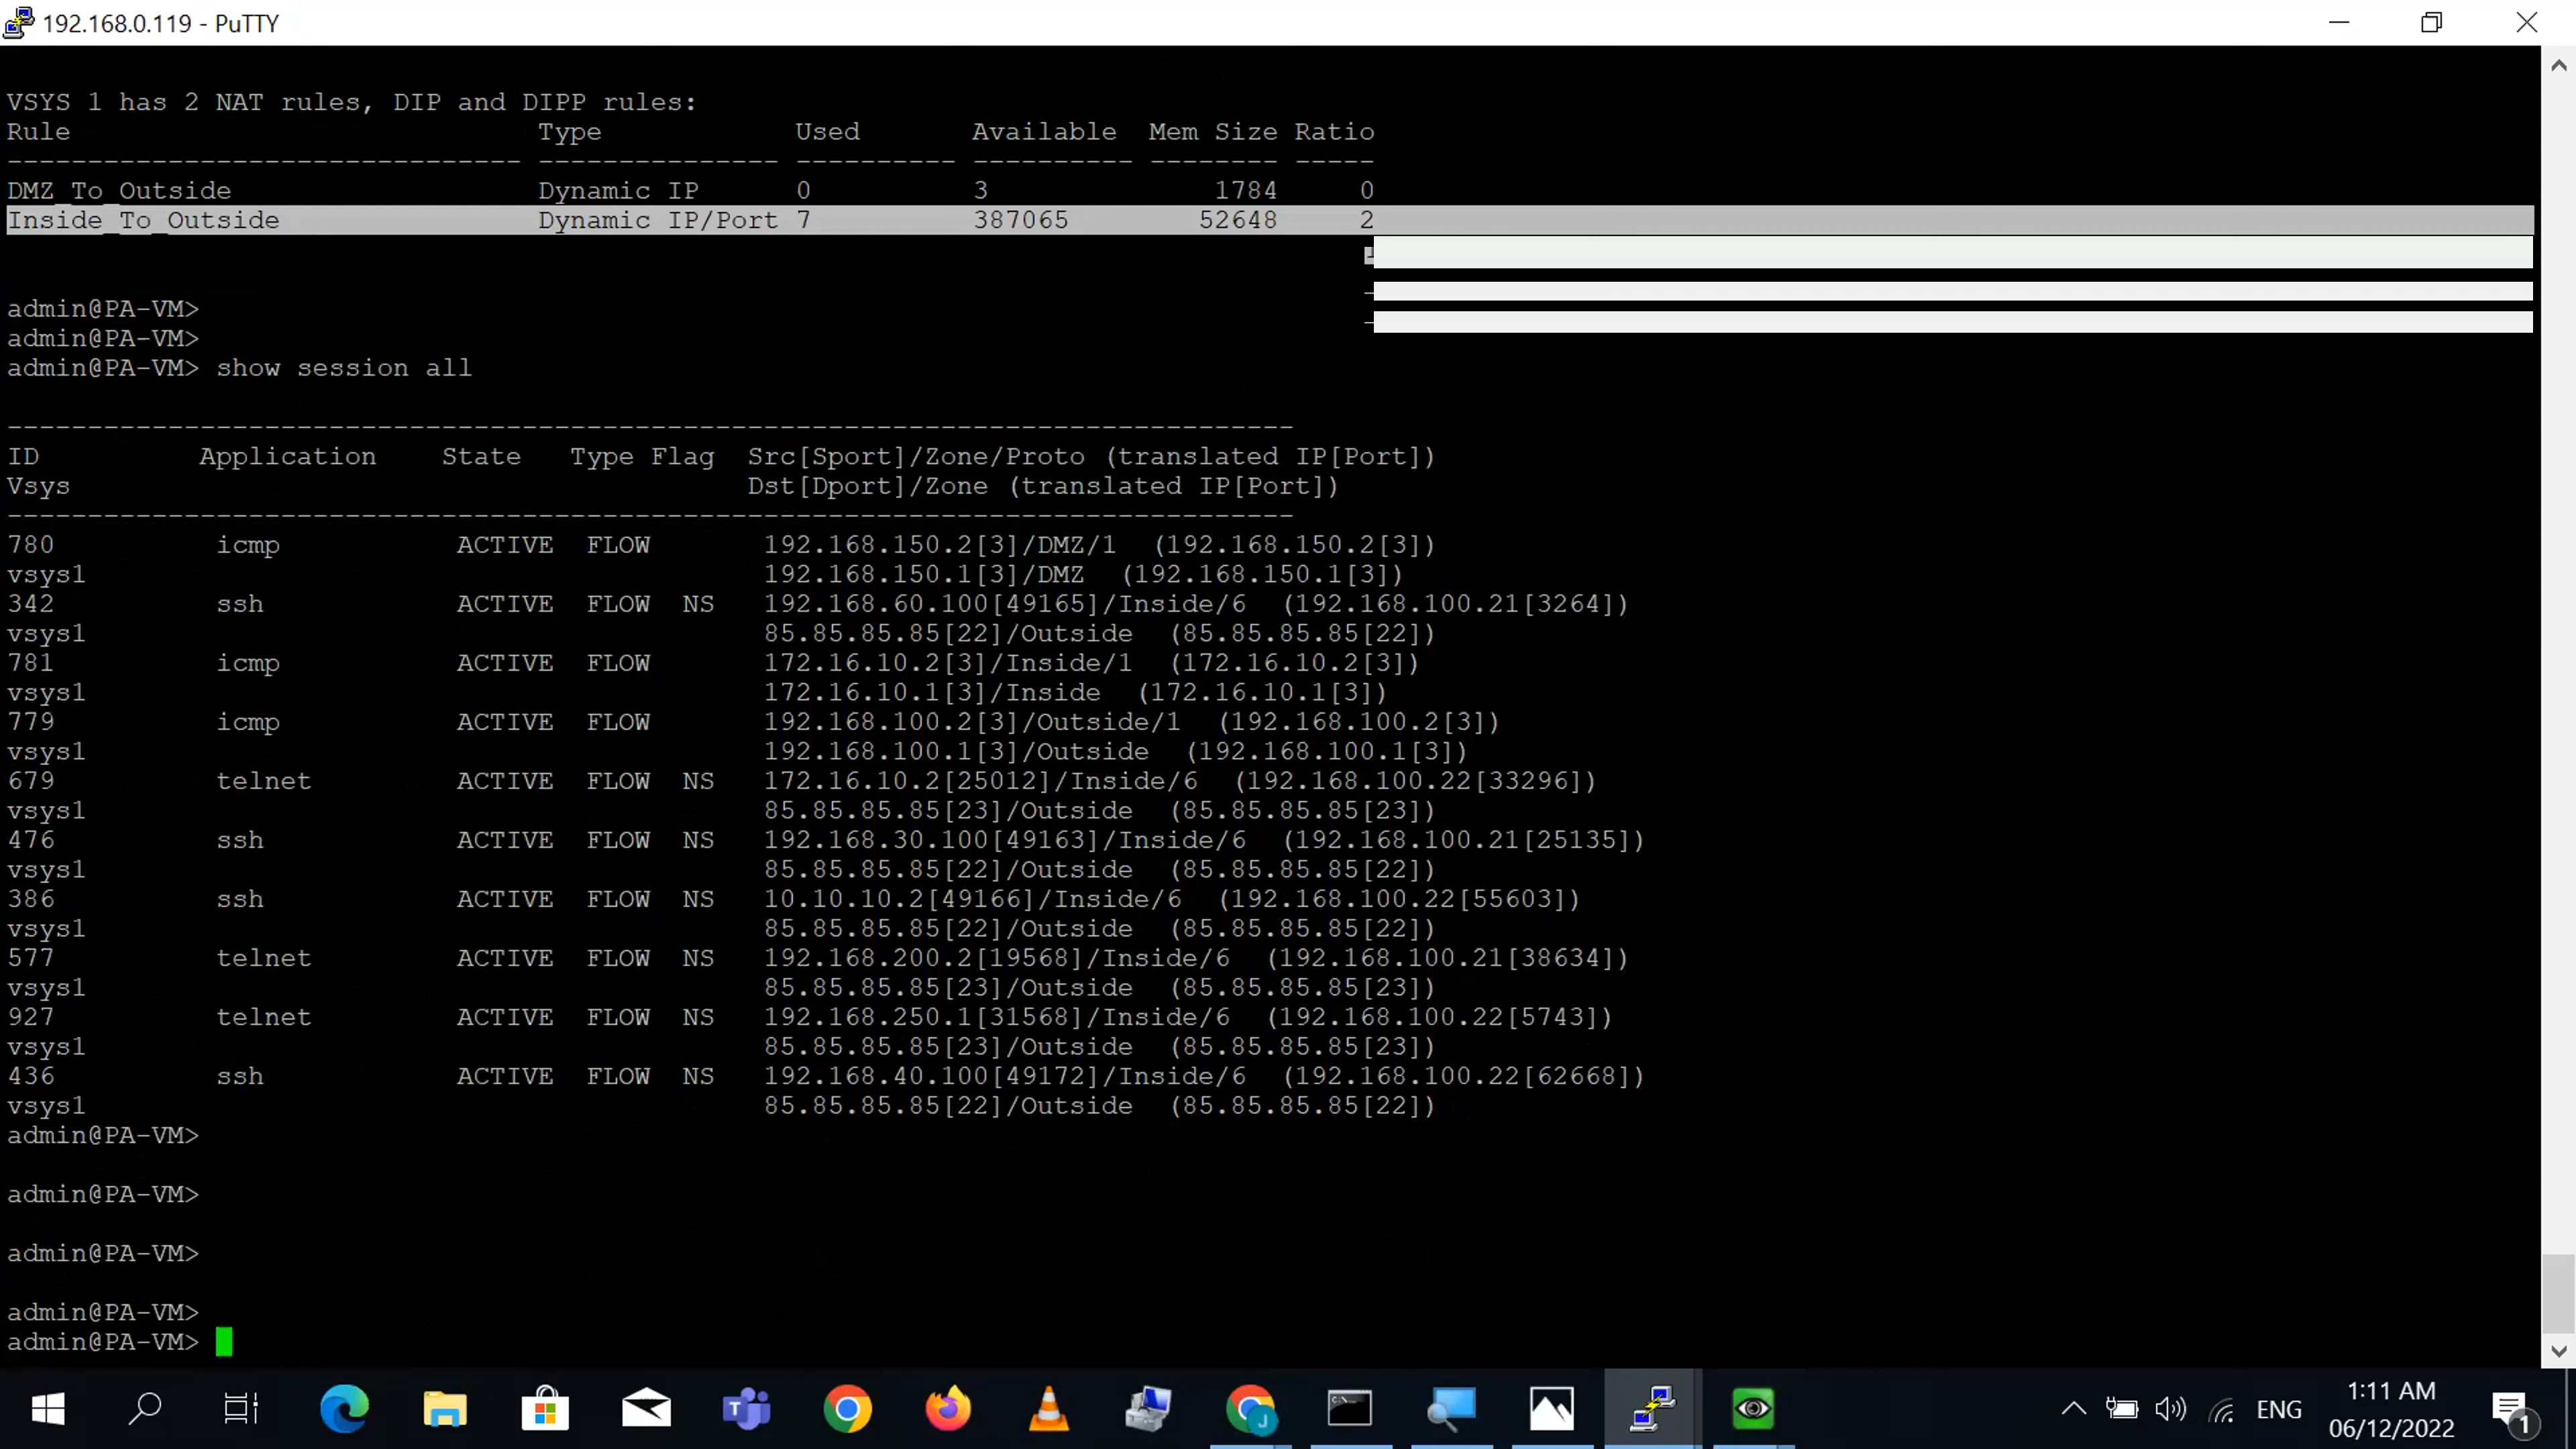 192.168.0.119 - PuTTY
VSYS 1 has 2 NAT rules, DIP and DIPP rules:
Rule Type Used Available Mem Size Ratio
-------------------------------- --------------- ---------- ---------- -------- -----
DMZ_To_Outside Dynamic IP 0 3 1784 0
Inside_To_Outside Dynamic IP/Port 7 387065 52648 2
admin@PA-VM>
admin@PA-VM>
admin@PA-VM> show session all
--------------------------------------------------------------------------------
ID Application State Type Flag Src[Sport]/Zone/Proto (translated IP[Port])
Vsys Dst[Dport]/Zone (translated IP[Port])
--------------------------------------------------------------------------------
780 icmp ACTIVE FLOW 192.168.150.2[3]/DMZ/1 (192.168.150.2[3])
vsys1 192.168.150.1[3]/DMZ (192.168.150.1[3])
342 ssh ACTIVE FLOW NS 192.168.60.100[49165]/Inside/6 (192.168.100.21[3264])
vsys1 85.85.85.85[22]/Outside (85.85.85.85[22])
781 icmp ACTIVE FLOW 172.16.10.2[3]/Inside/1 (172.16.10.2[3])
vsys1 172.16.10.1[3]/Inside (172.16.10.1[3])
779 icmp ACTIVE FLOW 192.168.100.2[3]/Outside/1 (192.168.100.2[3])
vsys1 192.168.100.1[3]/Outside (192.168.100.1[3])
679 telnet ACTIVE FLOW NS 172.16.10.2[25012]/Inside/6 (192.168.100.22[33296])
vsys1 85.85.85.85[23]/Outside (85.85.85.85[23])
476 ssh ACTIVE FLOW NS 192.168.30.100[49163]/Inside/6 (192.168.100.21[25135])
vsys1 85.85.85.85[22]/Outside (85.85.85.85[22])
386 ssh ACTIVE FLOW NS 10.10.10.2[49166]/Inside/6 (192.168.100.22[55603])
vsys1 85.85.85.85[22]/Outside (85.85.85.85[22])
577 telnet ACTIVE FLOW NS 192.168.200.2[19568]/Inside/6 (192.168.100.21[38634])
vsys1 85.85.85.85[23]/Outside (85.85.85.85[23])
927 telnet ACTIVE FLOW NS 192.168.250.1[31568]/Inside/6 (192.168.100.22[5743])
vsys1 85.85.85.85[23]/Outside (85.85.85.85[23])
436 ssh ACTIVE FLOW NS 192.168.40.100[49172]/Inside/6 (192.168.100.22[62668])
vsys1 85.85.85.85[22]/Outside (85.85.85.85[22])
admin@PA-VM>
admin@PA-VM>
admin@PA-VM>
admin@PA-VM>
admin@PA-VM>
ENG
1:11 AM
06/12/2022
1